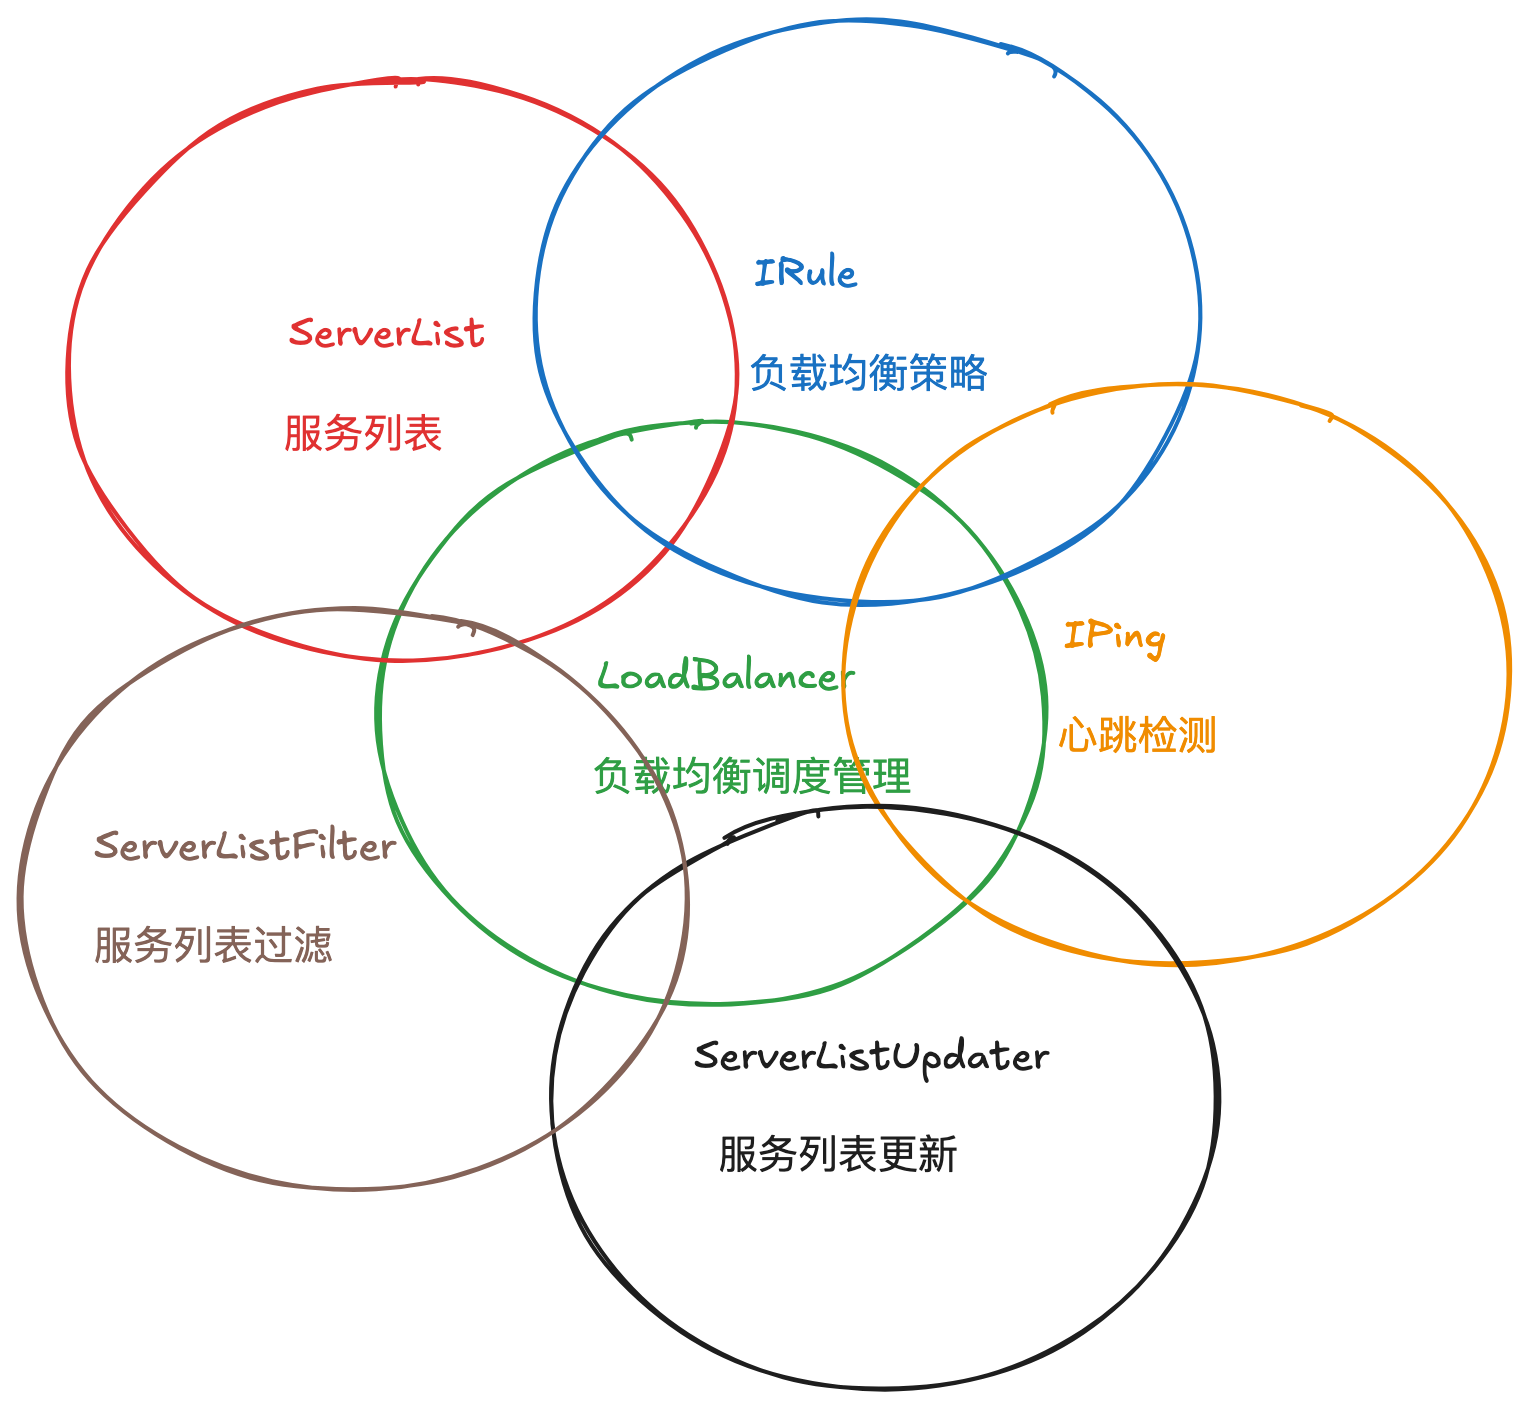 IRule
负载均衡策略
ServerList
服务列表
IPing
心跳检测
LoadBalancer
负载均衡调度管理
ServerListFilter
服务列表过滤
ServerListUpdater
服务列表更新